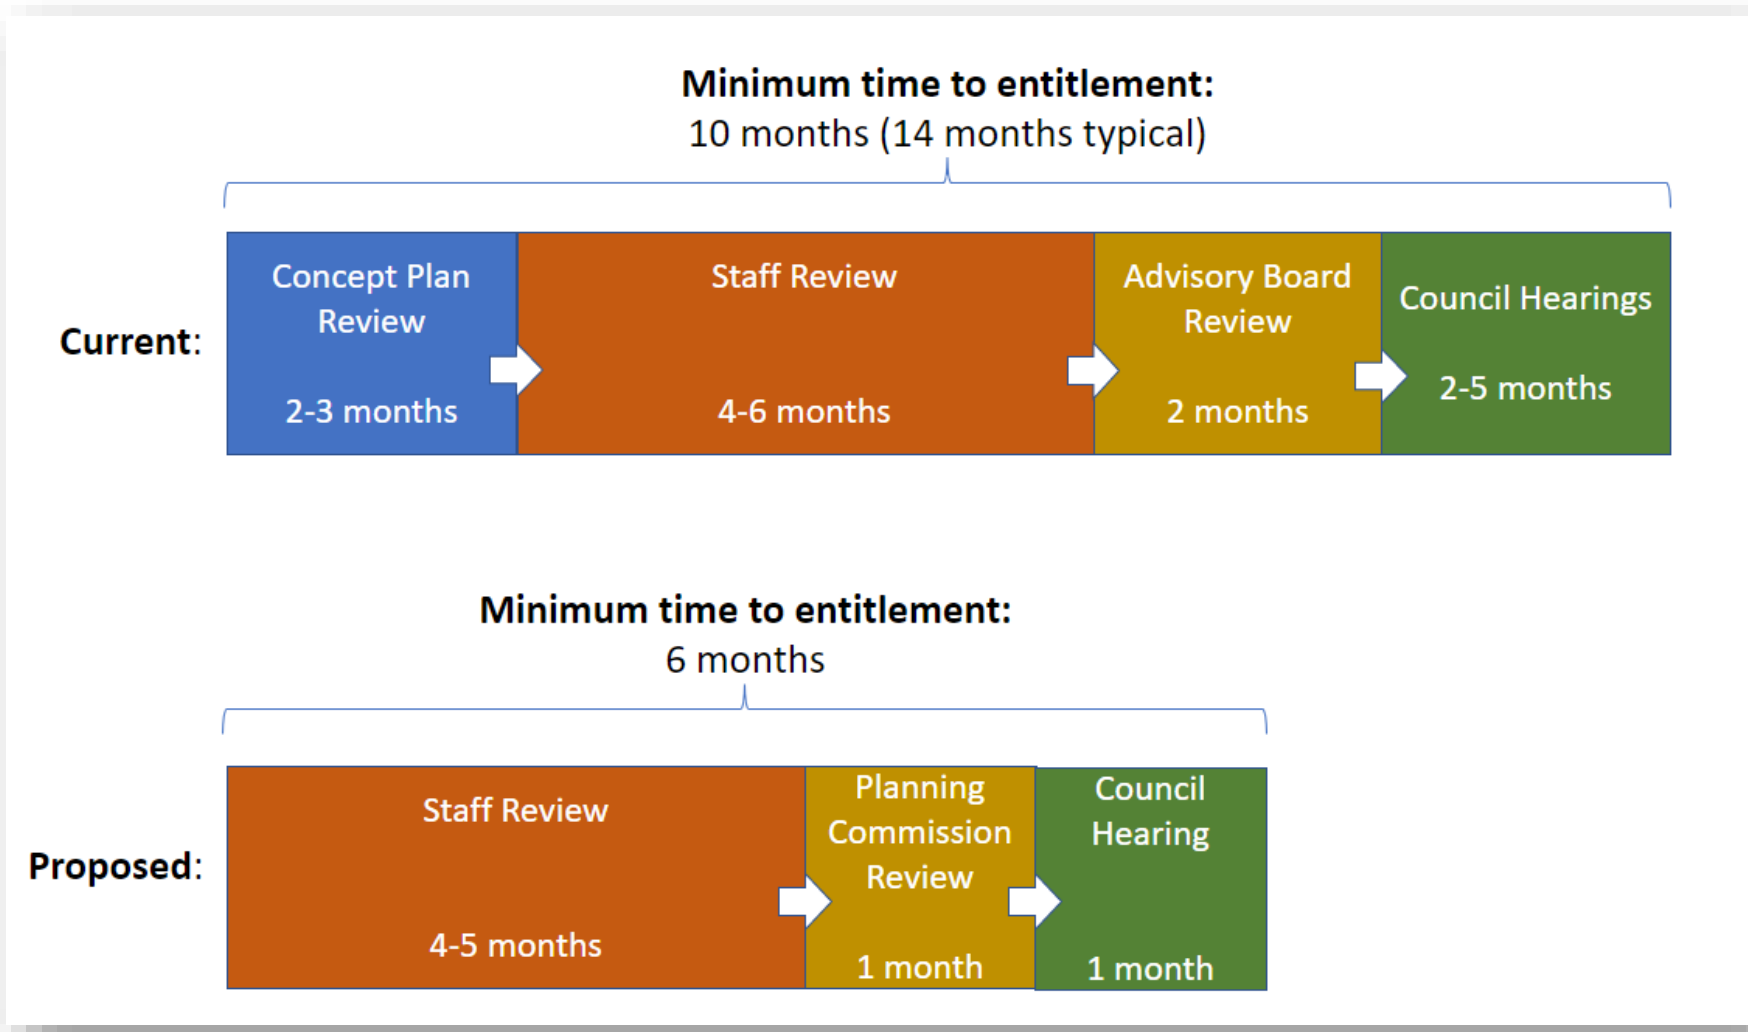 Minimum time to entitlement:
10 months (14 months typical)
Current:
Concept Plan
Review
2-3 months
Staff Review
4-6 months
Advisory Board
Review
2 months
Council Hearings
2-5 months
Minimum time to entitlement:
6 months
Proposed:
Staff Review
4-5 months
Planning
Commission
Review
1 month
Council
Hearing
1 month